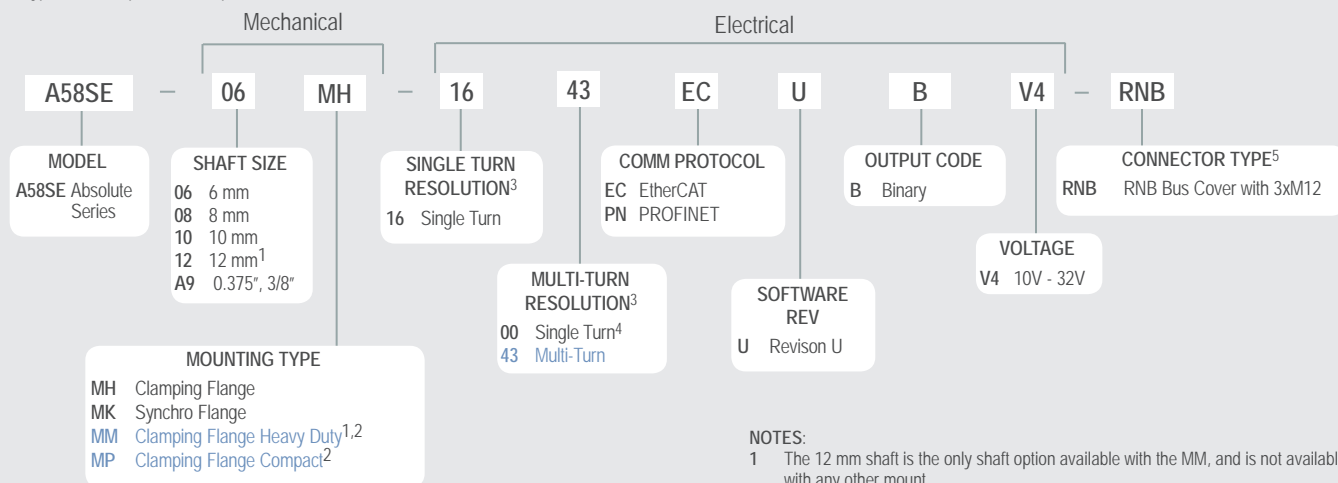 Mechanical
Electrical
A58SE – 06 MH – 16 43 EC U B V4 – RNB
MODEL
A58SE Absolute
Series
SHAFT SIZE
06 6 mm
08 8 mm
10 10 mm
12 12 mm1
A9 0.375", 3/8"
MOUNTING TYPE
MH Clamping Flange
MK Synchro Flange
MM Clamping Flange Heavy Duty1,2
MP Clamping Flange Compact2
SINGLE TURN
RESOLUTION3
16 Single Turn
MULTI-TURN
RESOLUTION3
00 Single Turn4
43 Multi-Turn
COMM PROTOCOL
EC EtherCAT
PN PROFINET
SOFTWARE
REV
U Revison U
OUTPUT CODE
B Binary
VOLTAGE
V4 10V - 32V
CONNECTOR TYPE5
RNB RNB Bus Cover with 3xM12
NOTES:
1 The 12 mm shaft is the only shaft option available with the MM, and is not availabl
with any other mount